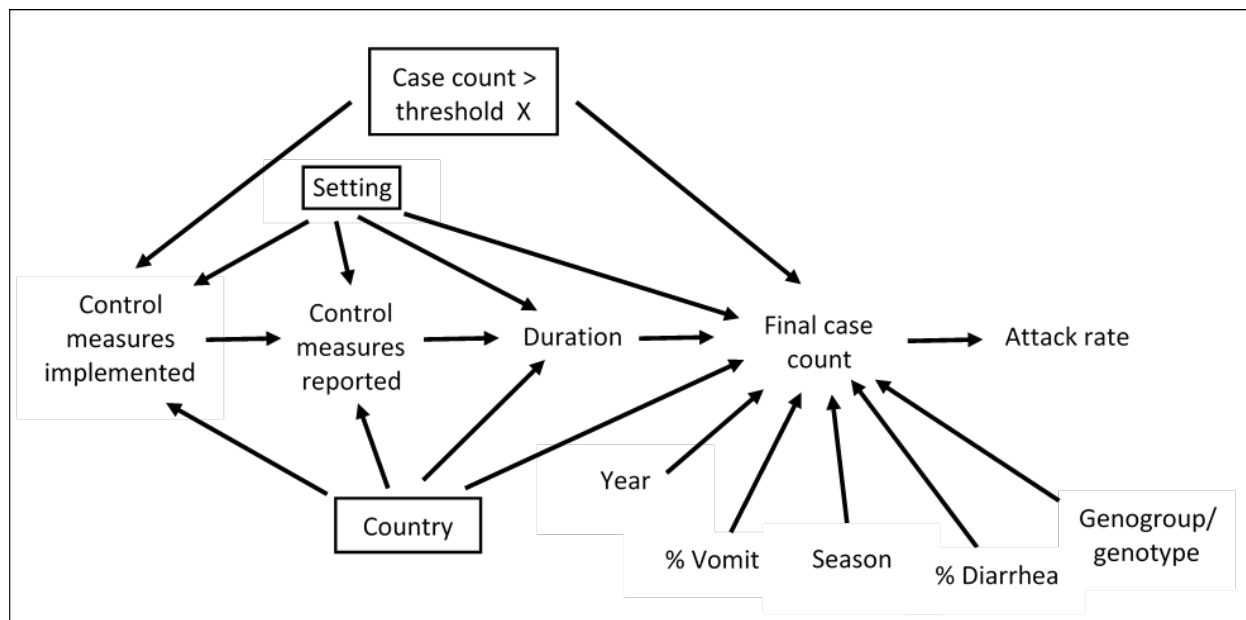 Case count >
threshold X
Setting
Control
measures
implemented
Control
measures
reported
Duration
Final case
count
Attack rate
Country
Year
% Vomit
Season
% Diarrhea
Genogroup/
genotype